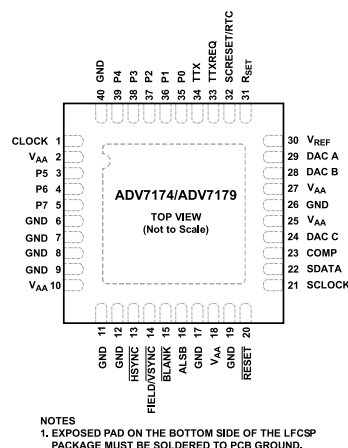 40 GND
39 P4
38 P3
37 P2
36 P1
35 P0
34 TTX
33 TTXREQ
32 SCRESET/RTC
31 RSET
CLOCK 1
VAA 2
P5 3
P6 4
P7 5
GND 6
GND 7
GND 8
GND 9
VAA 10
ADV7174/ADV7179
TOP VIEW
(Not to Scale)
30 VREF
29 DAC A
28 DAC B
27 VAA
26 GND
25 VAA
24 DAC C
23 COMP
22 SDATA
21 SCLOCK
GND 11
GND 12
HSYNC 13
FIELD/VSYNC 14
BLANK 15
ALSB 16
GND 17
VAA 18
GND 19
RESET 20
NOTES
1. EXPOSED PAD ON THE BOTTOM SIDE OF THE LFCSP
PACKAGE MUST BE SOLDERED TO PCB GROUND.